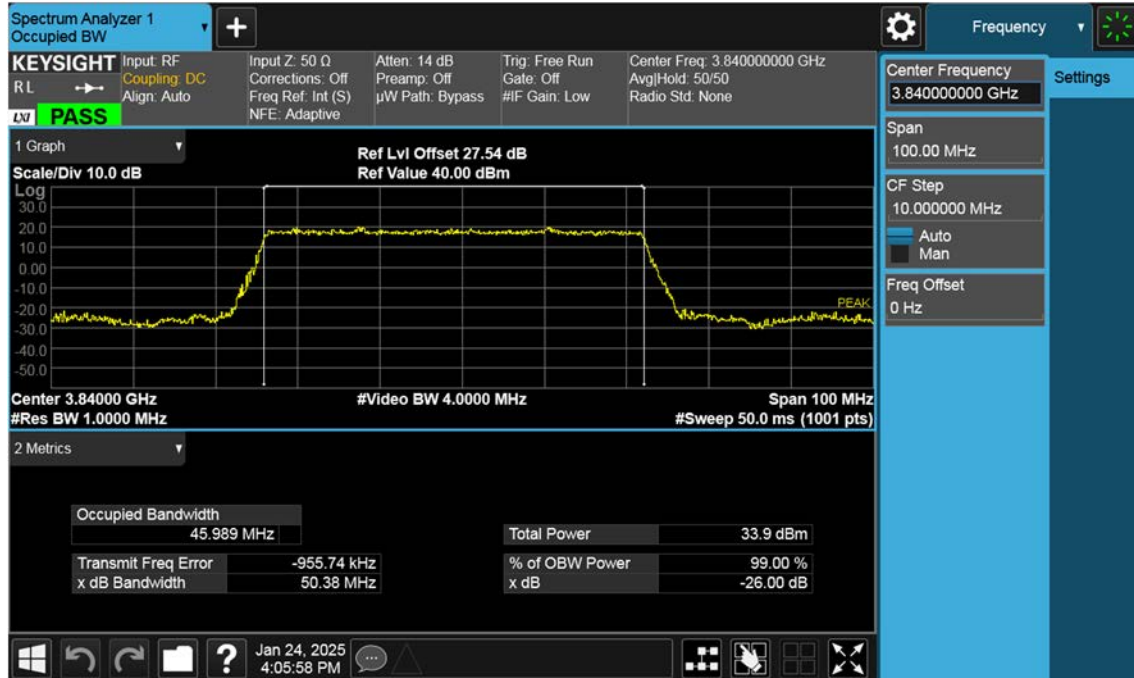 Spectrum Analyzer 1
Occupied BW
+
Frequency
KEYSIGHT
R L
LXI PASS
Input: RF
Coupling: DC
Align: Auto
Input Z: 50 Ω
Corrections: Off
Freq Ref: Int (S)
NFE: Adaptive
Atten: 14 dB
Preamp: Off
µW Path: Bypass
Trig: Free Run
Gate: Off
#IF Gain: Low
Center Freq: 3.840000000 GHz
Avg|Hold: 50/50
Radio Std: None
Center Frequency
3.840000000 GHz
Settings
Span
100.00 MHz
CF Step
10.000000 MHz
Auto
Man
Freq Offset
0 Hz
1 Graph
Scale/Div 10.0 dB
Ref Lvl Offset 27.54 dB
Ref Value 40.00 dBm
Log
30.0
20.0
10.0
0.00
-10.0
-20.0
-30.0
-40.0
-50.0
PEAK
Center 3.84000 GHz
#Video BW 4.0000 MHz
Span 100 MHz
#Res BW 1.0000 MHz
#Sweep 50.0 ms (1001 pts)
2 Metrics
Occupied Bandwidth
45.989 MHz
Total Power 33.9 dBm
Transmit Freq Error -955.74 kHz
% of OBW Power 99.00 %
x dB Bandwidth 50.38 MHz
x dB -26.00 dB
?
Jan 24, 2025
4:05:58 PM